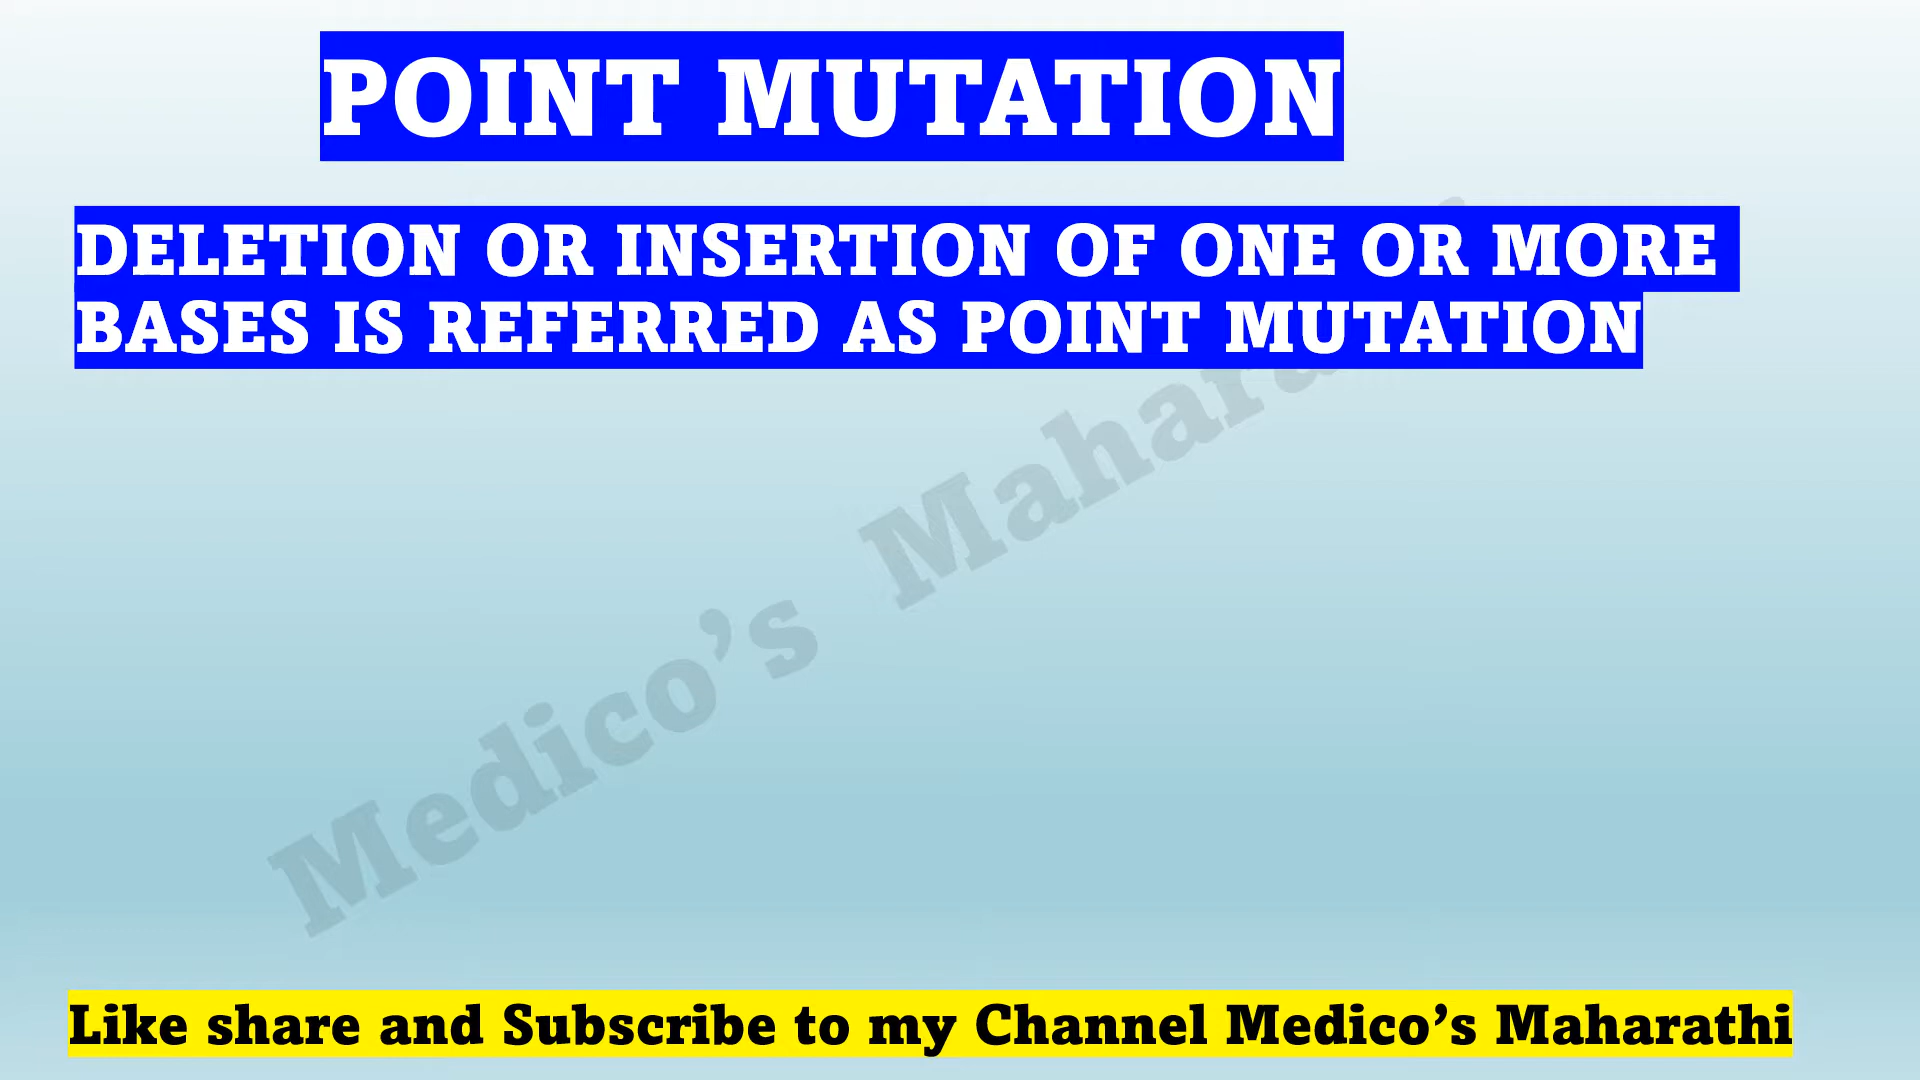 POINT MUTATION
DELETION OR INSERTION OF ONE OR MORE
BASES IS REFERRED AS POINT MUTATION
Medico’s Mahara
Like share and Subscribe to my Channel Medico’s Maharathi